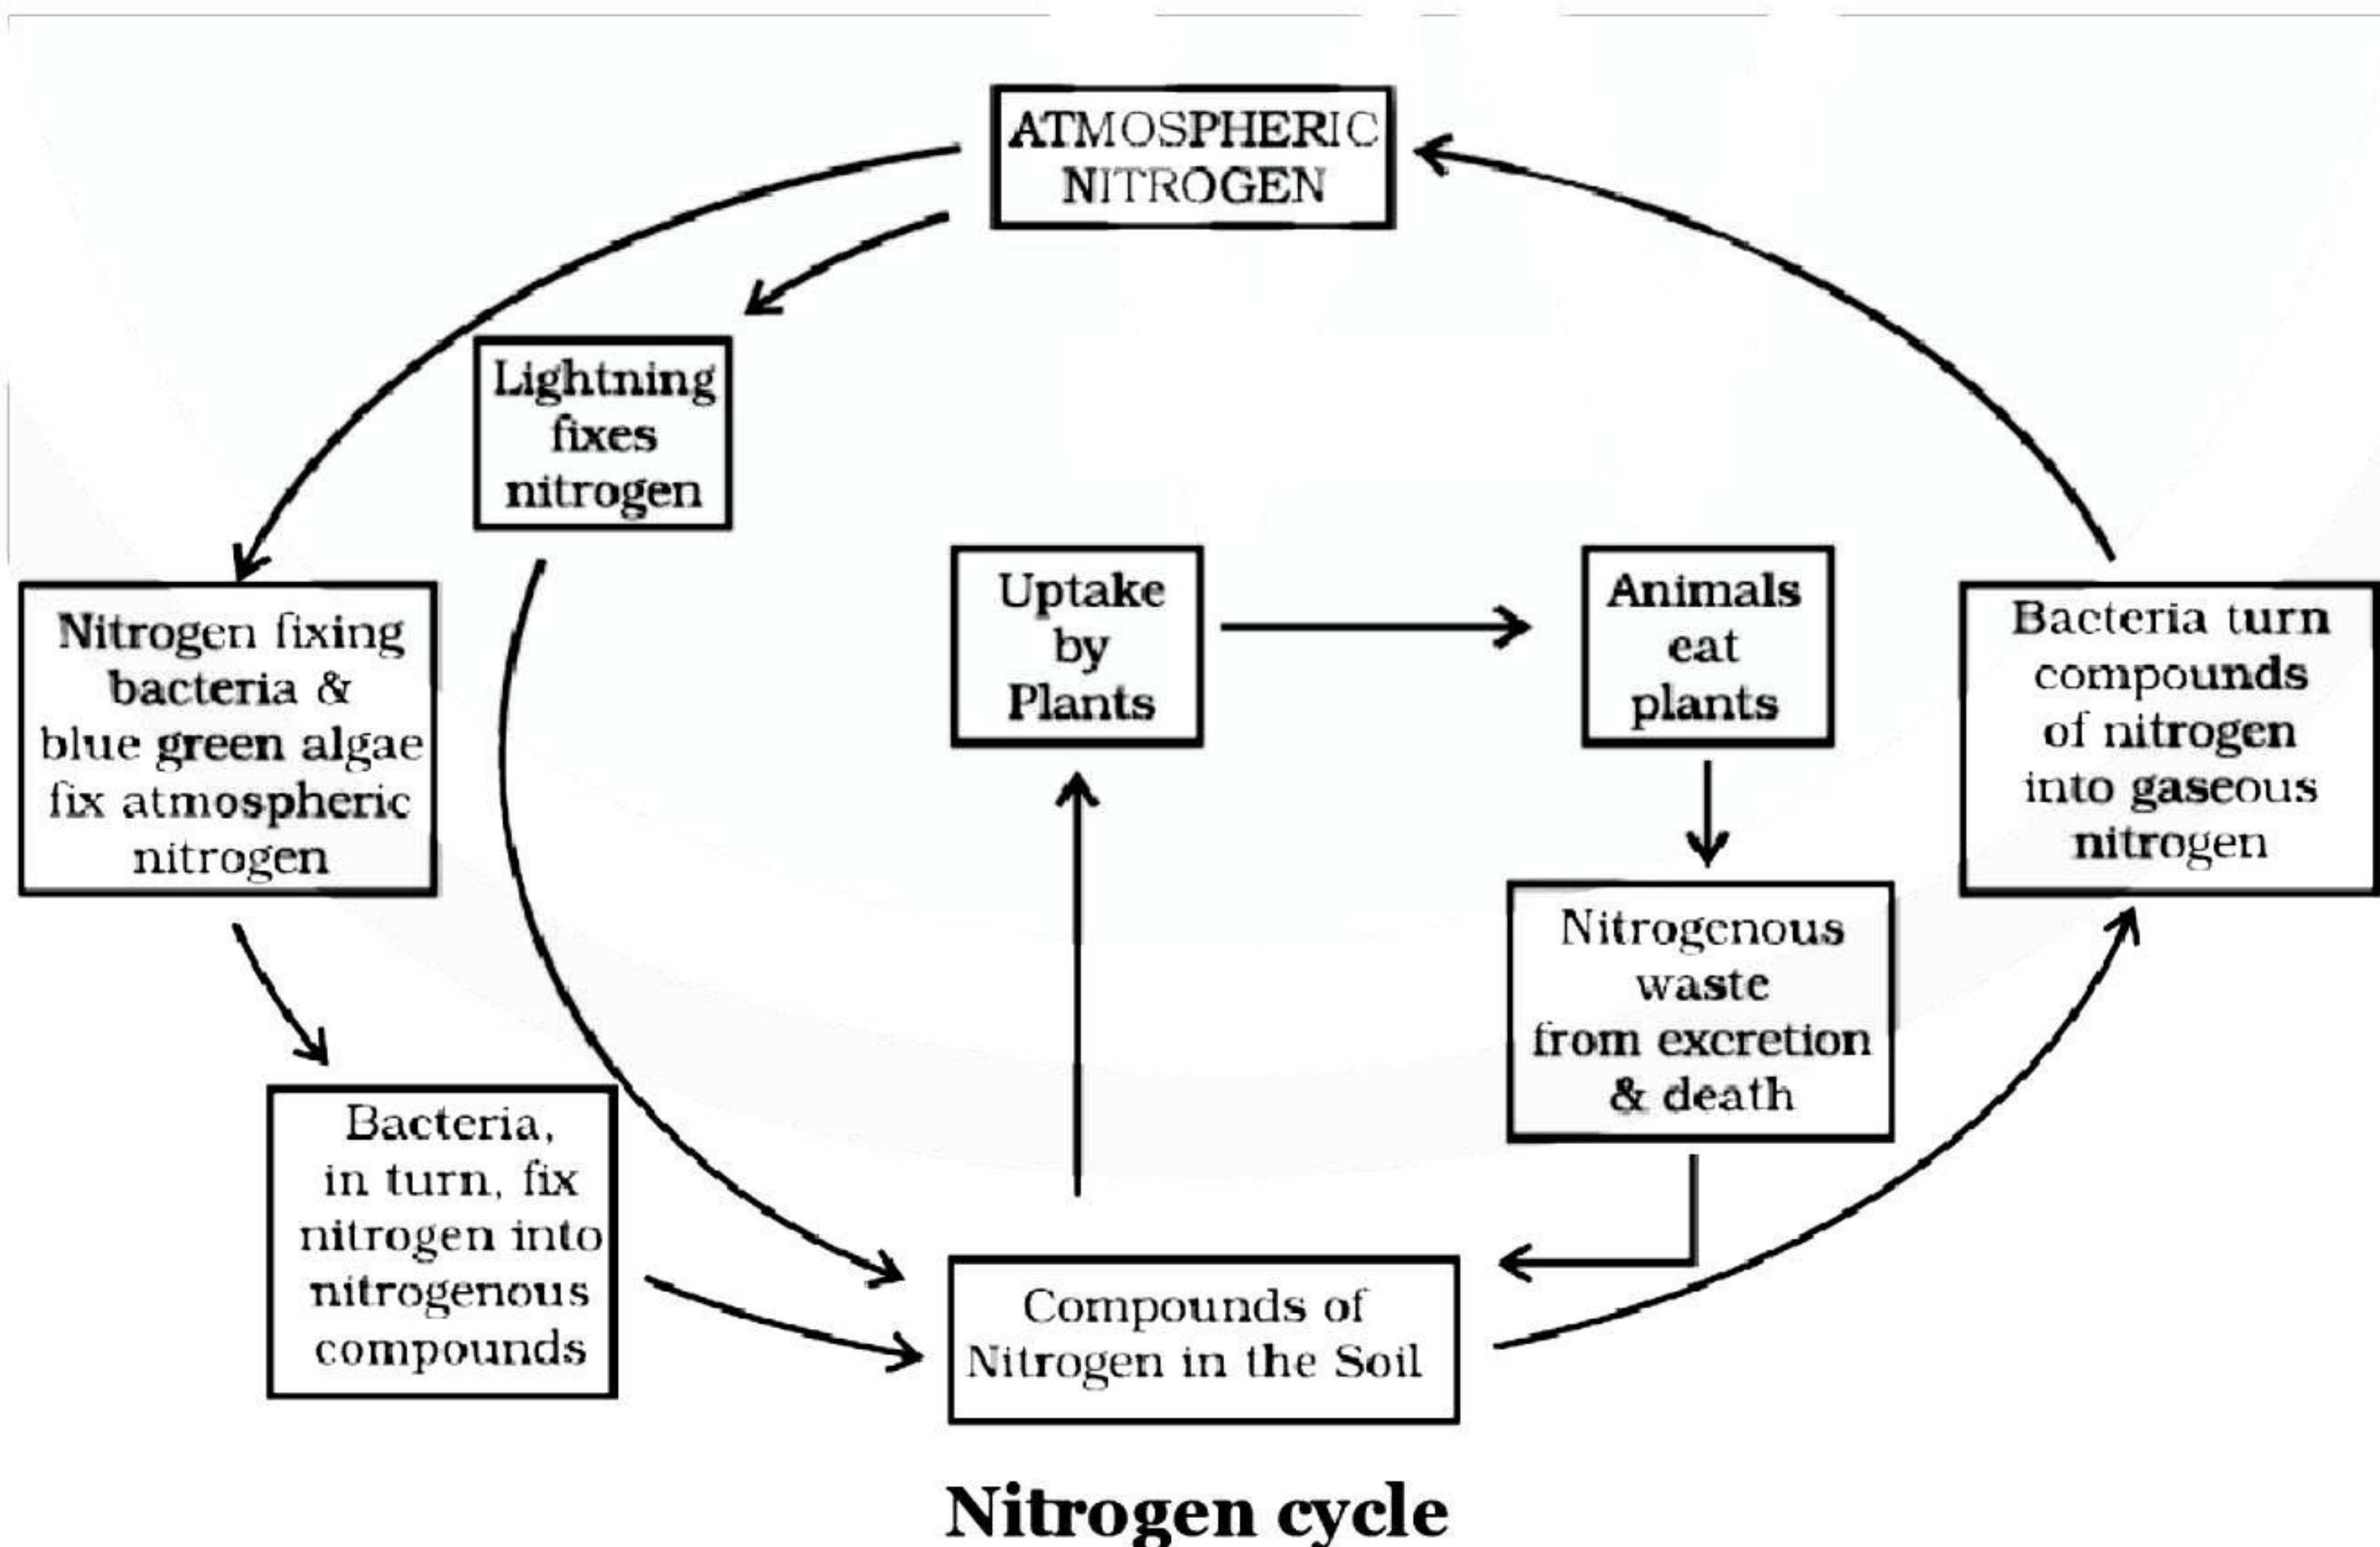 ATMOSPHERIC
NITROGEN
Lightning
fixes
nitrogen
Nitrogen fixing
bacteria &
blue green algae
fix atmospheric
nitrogen
Uptake
by
Plants
Animals
eat
plants
Bacteria turn
compounds
of nitrogen
into gaseous
nitrogen
Nitrogenous
waste
from excretion
& death
Bacteria,
in turn, fix
nitrogen into
nitrogenous
compounds
Compounds of
Nitrogen in the Soil
Nitrogen cycle